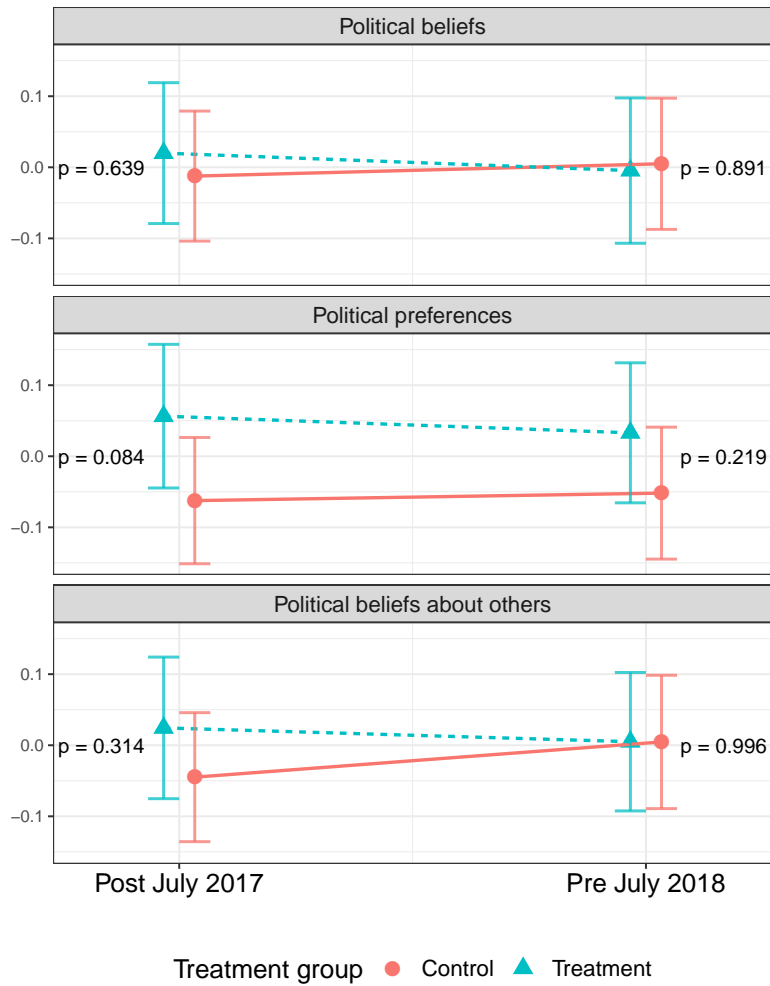 Political beliefs
0.1
0.0
−0.1
p = 0.639
p = 0.891
Political preferences
0.1
0.0
−0.1
p = 0.084
p = 0.219
Political beliefs about others
0.1
0.0
−0.1
p = 0.314
p = 0.996
Post July 2017
Pre July 2018
Treatment group
Control
Treatment